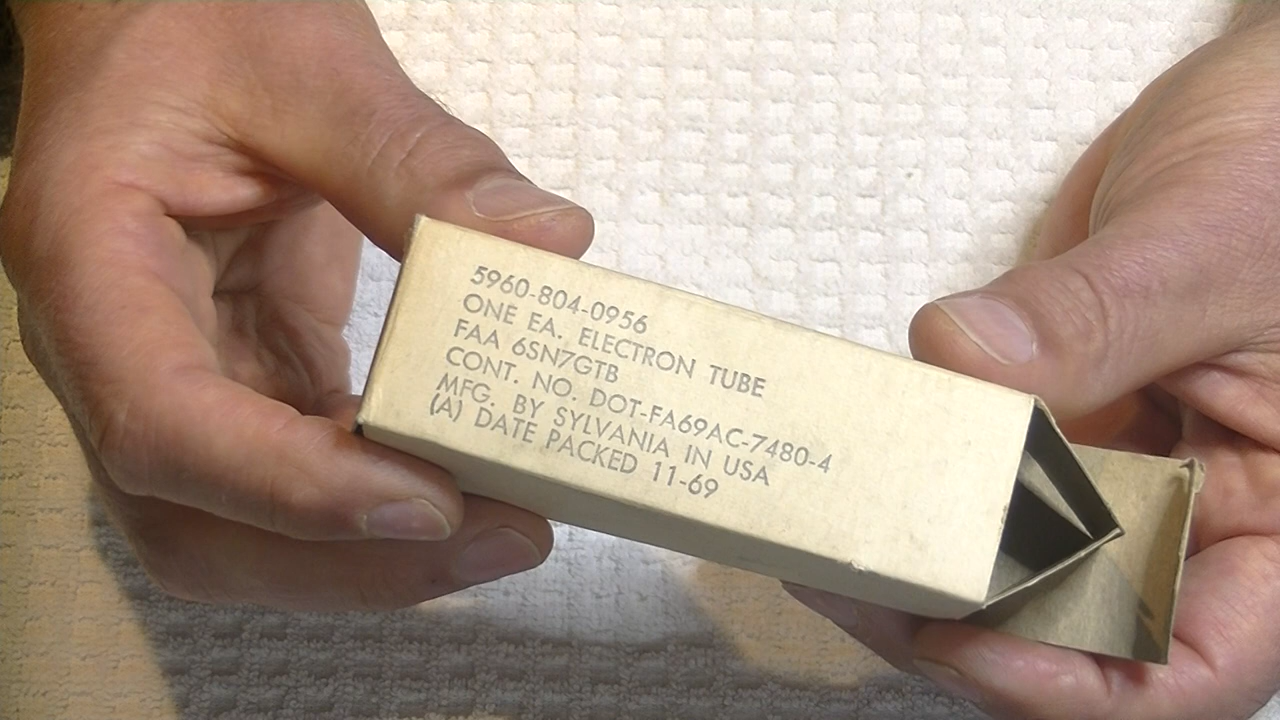 5960-804-0956
ONE EA. ELECTRON TUBE
FAA 6SN7GTB
CONT. NO. DOT-FA69AC-7480-4
MFG. BY SYLVANIA IN USA
(A) DATE PACKED 11-69